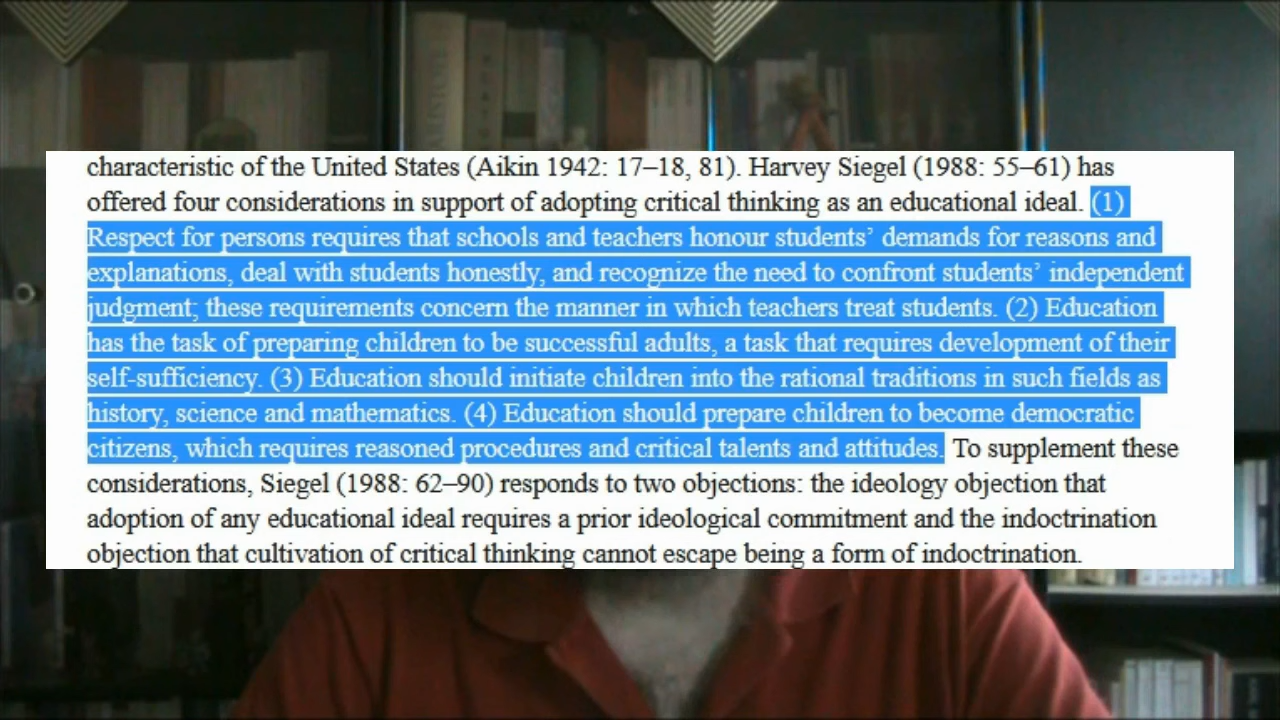 characteristic of the United States (Aikin 1942: 17–18, 81). Harvey Siegel (1988: 55–61) has
offered four considerations in support of adopting critical thinking as an educational ideal. (1)
Respect for persons requires that schools and teachers honour students’ demands for reasons and
explanations, deal with students honestly, and recognize the need to confront students’ independent
judgment; these requirements concern the manner in which teachers treat students. (2) Education
has the task of preparing children to be successful adults, a task that requires development of their
self-sufficiency. (3) Education should initiate children into the rational traditions in such fields as
history, science and mathematics. (4) Education should prepare children to become democratic
citizens, which requires reasoned procedures and critical talents and attitudes. To supplement these
considerations, Siegel (1988: 62–90) responds to two objections: the ideology objection that
adoption of any educational ideal requires a prior ideological commitment and the indoctrination
objection that cultivation of critical thinking cannot escape being a form of indoctrination.